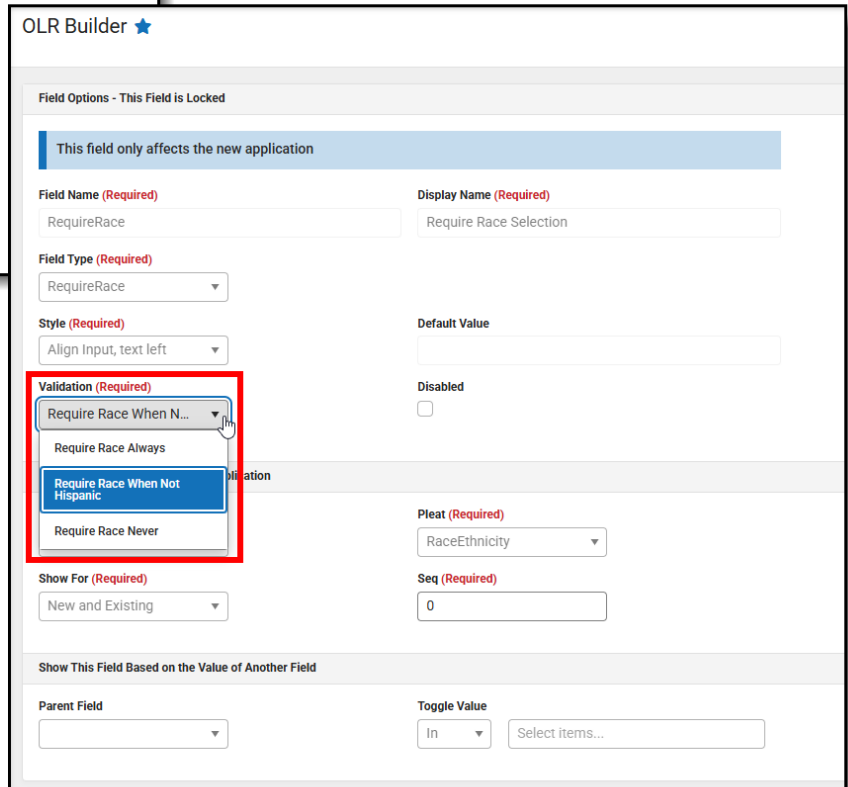 OLR Builder
Field Options - This Field is Locked
This field only affects the new application
Field Name (Required)
Display Name (Required)
RequireRace
Require Race Selection
Field Type (Required)
RequireRace
Style (Required)
Default Value
Align Input, text left
Validation (Required)
Disabled
Require Race When N...
Require Race Always
Require Race When Not
Hispanic
Require Race Never
Pleat (Required)
RaceEthnicity
Show For (Required)
Seq (Required)
New and Existing
0
Show This Field Based on the Value of Another Field
Parent Field
Toggle Value
In
Select items...